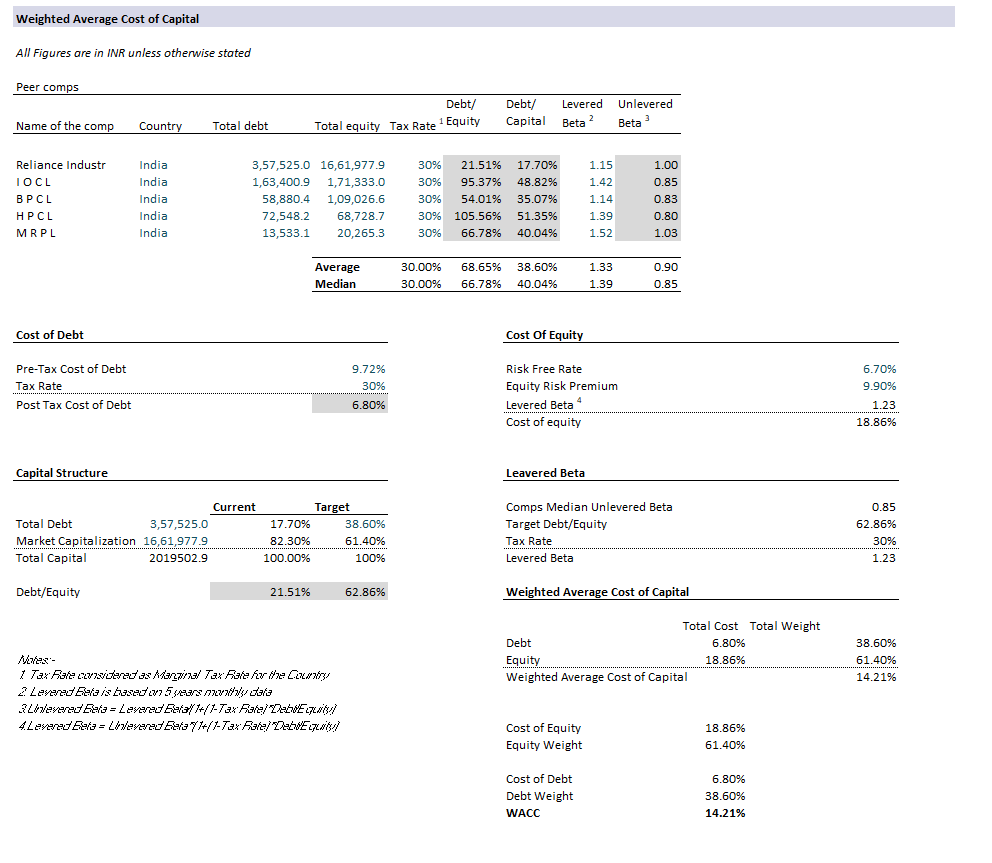 Weighted Average Cost of Capital
All Figures are in INR unless otherwise stated
Peer comps
Debt/ Debt/ Levered Unlevered
Name of the comp Country Total debt Total equity Tax Rate 1 Equity Capital Beta 2 Beta 3
Reliance Industr India 3,57,525.0 16,61,977.9 30% 21.51% 17.70% 1.15 1.00
I O C L India 1,63,400.9 1,71,333.0 30% 95.37% 48.82% 1.42 0.85
B P C L India 58,880.4 1,09,026.6 30% 54.01% 35.07% 1.14 0.83
H P C L India 72,548.2 68,728.7 30% 105.56% 51.35% 1.39 0.80
M R P L India 13,533.1 20,265.3 30% 66.78% 40.04% 1.52 1.03
Average 30.00% 68.65% 38.60% 1.33 0.90
Median 30.00% 66.78% 40.04% 1.39 0.85
Cost of Debt
Pre-Tax Cost of Debt 9.72%
Tax Rate 30%
Post Tax Cost of Debt 6.80%
Cost Of Equity
Risk Free Rate 6.70%
Equity Risk Premium 9.90%
Levered Beta 4 1.23
Cost of equity 18.86%
Capital Structure
Current Target
Total Debt 3,57,525.0 17.70% 38.60%
Market Capitalization 16,61,977.9 82.30% 61.40%
Total Capital 2019502.9 100.00% 100%
Debt/Equity 21.51% 62.86%
Leavered Beta
Comps Median Unlevered Beta 0.85
Target Debt/Equity 62.86%
Tax Rate 30%
Levered Beta 1.23
Weighted Average Cost of Capital
Total Cost Total Weight
Debt 6.80% 38.60%
Equity 18.86% 61.40%
Weighted Average Cost of Capital 14.21%
Cost of Equity 18.86%
Equity Weight 61.40%
Cost of Debt 6.80%
Debt Weight 38.60%
WACC 14.21%
Notes:-
1. Tax Rate considered as Marginal Tax Rate for the Country
2. Levered Beta is based on 5 years monthly data
3.Unlevered Beta = Levered Beta/(1+(1-Tax Rate)*Debt/Equity)
4.Levered Beta = Unlevered Beta*(1+(1-Tax Rate)*Debt/Equity)